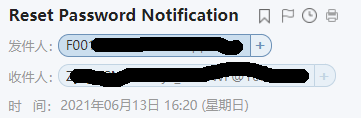 Reset Password Notification
发件人： F00
收件人：
时 间： 2021年06月13日 16:20 (星期日)